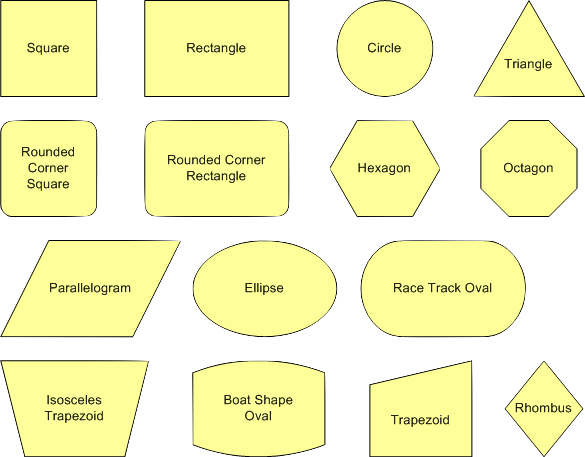 Square
Rectangle
Circle
Triangle
Rounded
Corner
Square
Rounded Corner
Rectangle
Hexagon
Octagon
Parallelogram
Ellipse
Race Track Oval
Isosceles
Trapezoid
Boat Shape
Oval
Trapezoid
Rhombus